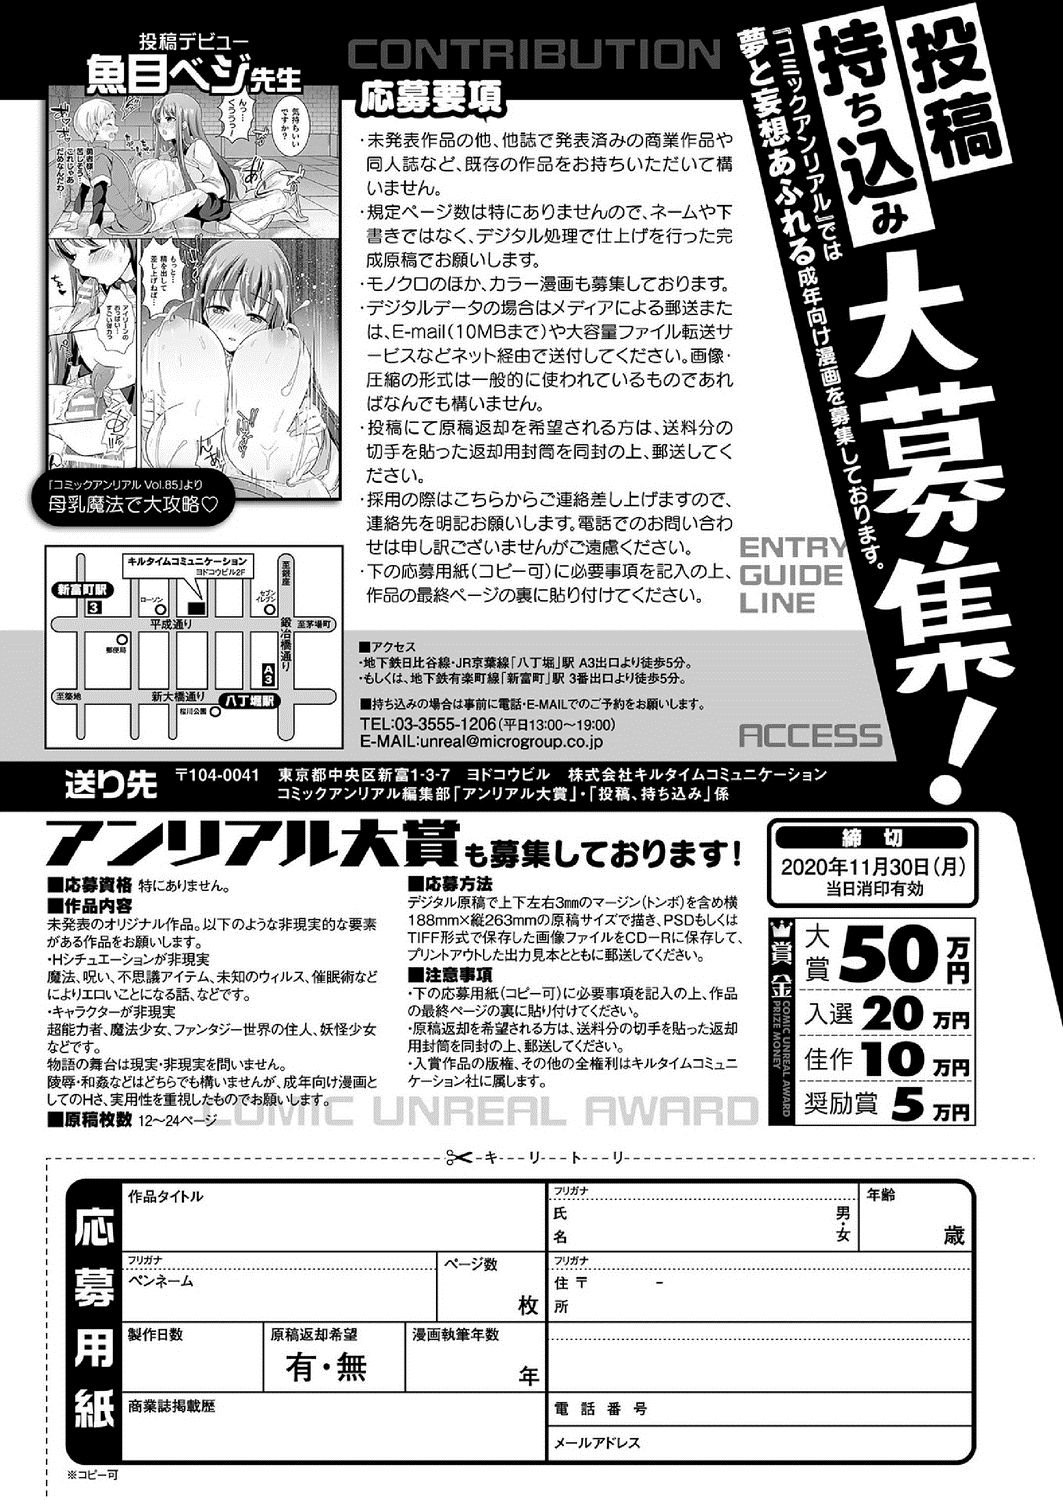 投稿
持ち込み
大募集!
『コミックアンリアル』では
夢と妄想あふれる成年向け漫画を募集しております。
投稿デビュー
魚目ベジ先生
「コミックアンリアル Vol.85」より
母乳魔法で大攻略♡
CONTRIBUTION
応募要項
・未発表作品の他、他誌で発表済みの商業作品や
同人誌など、既存の作品をお持ちいただいて構
いません。
・規定ページ数は特にありませんので、ネームや下
書きではなく、デジタル処理で仕上げを行った完
成原稿でお願いします。
・モノクロのほか、カラー漫画も募集しております。
・デジタルデータの場合はメディアによる郵送また
は、E-mail(10MBまで)や大容量ファイル転送サ
ービスなどネット経由で送付してください。画像・
圧縮の形式は一般的に使われているものであれ
ばなんでも構いません。
・投稿にて原稿返却を希望される方は、送料分の
切手を貼った返却用封筒を同封の上、郵送してく
ださい。
・採用の際はこちらからご連絡差し上げますので、
連絡先を明記お願いします。電話でのお問い合わ
せは申し訳ございませんがご遠慮ください。
・下の応募用紙(コピー可)に必要事項を記入の上、
作品の最終ページの裏に貼り付けてください。
ENTRY
GUIDE
LINE
キルタイムコミュニケーション
ヨドコウビル2F
新富町駅
3
ローソン
セブン
イレブン
至銀座
平成通り
鍛冶橋通り
至茅場町
郵便局
A3
至築地
新大橋通り
八丁堀駅
桜川公園
■アクセス
・地下鉄日比谷線・JR京葉線「八丁堀」駅 A3出口より徒歩5分。
・もしくは、地下鉄有楽町線「新富町」駅 3番出口より徒歩5分。
■持ち込みの場合は事前に電話・E-MAILでのご予約をお願いします。
TEL:03-3555-1206(平日13:00〜19:00)
E-MAIL:unreal@microgroup.co.jp
ACCESS
送り先
〒104-0041 東京都中央区新富1-3-7 ヨドコウビル 株式会社キルタイムコミュニケーション
コミックアンリアル編集部「アンリアル大賞」・「投稿、持ち込み」係
アンリアル大賞も募集しております!
■応募資格 特にありません。
■作品内容
未発表のオリジナル作品。以下のような非現実的な要素
がある作品をお願いします。
・Hシチュエーションが非現実
魔法、呪い、不思議アイテム、未知のウィルス、催眠術など
によりエロいことになる話、などです。
・キャラクターが非現実
超能力者、魔法少女、ファンタジー世界の住人、妖怪少女
などです。
物語の舞台は現実・非現実を問いません。
陵辱・和姦などはどちらでも構いませんが、成年向け漫画と
してのHさ、実用性を重視したものでお願いします。
■原稿枚数 12〜24ページ
■応募方法
デジタル原稿で上下左右3mmのマージン(トンボ)を含め横
188mm×縦263mmの原稿サイズで描き、PSDもしくは
TIFF形式で保存した画像ファイルをCD-Rに保存して、
プリントアウトした出力見本とともに郵送してください。
■注意事項
・下の応募用紙(コピー可)に必要事項を記入の上、作品
の最終ページの裏に貼り付けてください。
・原稿返却を希望される方は、送料分の切手を貼った返却
用封筒を同封の上、郵送してください。
・入賞作品の版権、その他の全権利はキルタイムコミュニ
ケーション社に属します。
COMIC UNREAL AWARD
締切
2020年11月30日(月)
当日消印有効
賞金
COMIC UNREAL AWARD
PRIZE MONEY
大賞 50万円
入選 20万円
佳作 10万円
奨励賞 5万円
キリトリ
応募用紙
作品タイトル
フリガナ
氏名
男・女
年齢
歳
フリガナ
ペンネーム
ページ数
枚
フリガナ
住所 〒 -
製作日数
原稿返却希望
有・無
漫画執筆年数
年
商業誌掲載歴
電話番号
メールアドレス
※コピー可